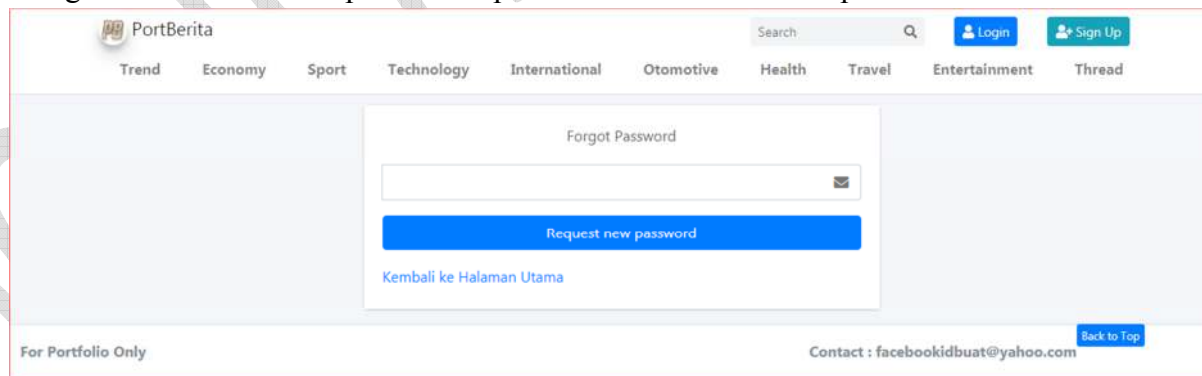 PortBerita Search Login Sign Up
Trend Economy Sport Technology International Otomotive Health Travel Entertainment Thread
Forgot Password
Request new password
Kembali ke Halaman Utama
Back to Top
For Portfolio Only Contact : facebookidbuat@yahoo.com